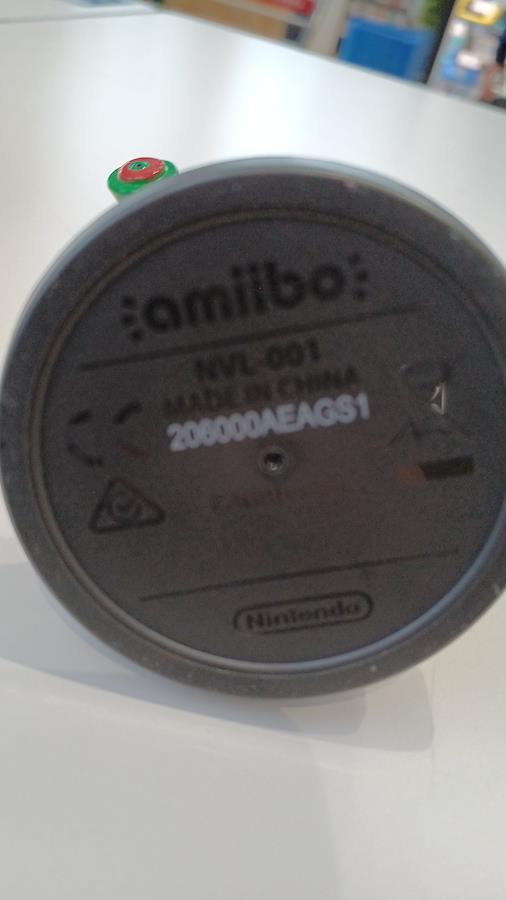 amiibo
NVL-001
MADE IN CHINA
206000AEAGS1
Nintendo